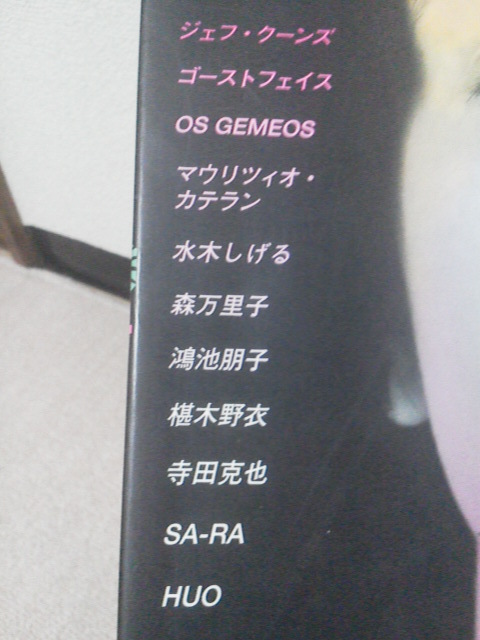 ジェフ・クーンズ
ゴーストフェイス
OS GEMEOS
マウリツィオ・
カテラン
水木しげる
森万里子
鴻池朋子
椹木野衣
寺田克也
SA-RA
HUO